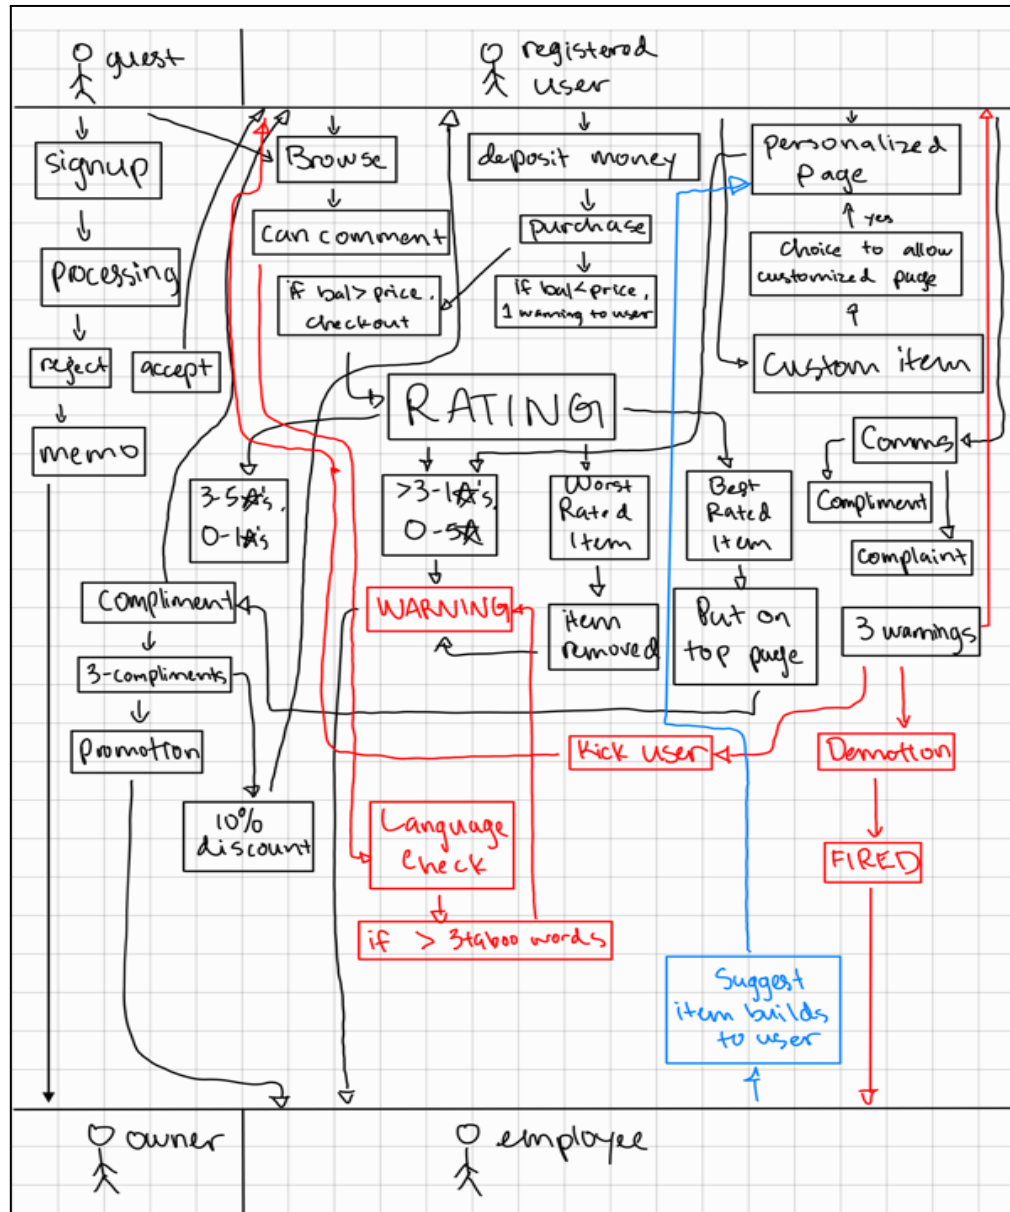 guest
registered
user
signup
Browse
deposit money
personalized
page
yes
can comment
purchase
choice to allow
customized page
processing
if bal > price,
checkout
if bal < price,
1 warning to user
reject
accept
custom item
RATING
memo
Comms
3-5☆'s,
0-1☆'s
>3-1☆'s,
0-5☆
Worst
Rated
Item
Best
Rated
Item
Compliment
complaint
Compliment
WARNING
item
removed
Put on
top page
3 warnings
3-compliments
promotion
Kick user
Demotion
10%
discount
Language
Check
FIRED
if > 3 taboo words
Suggest
item builds
to user
owner
employee